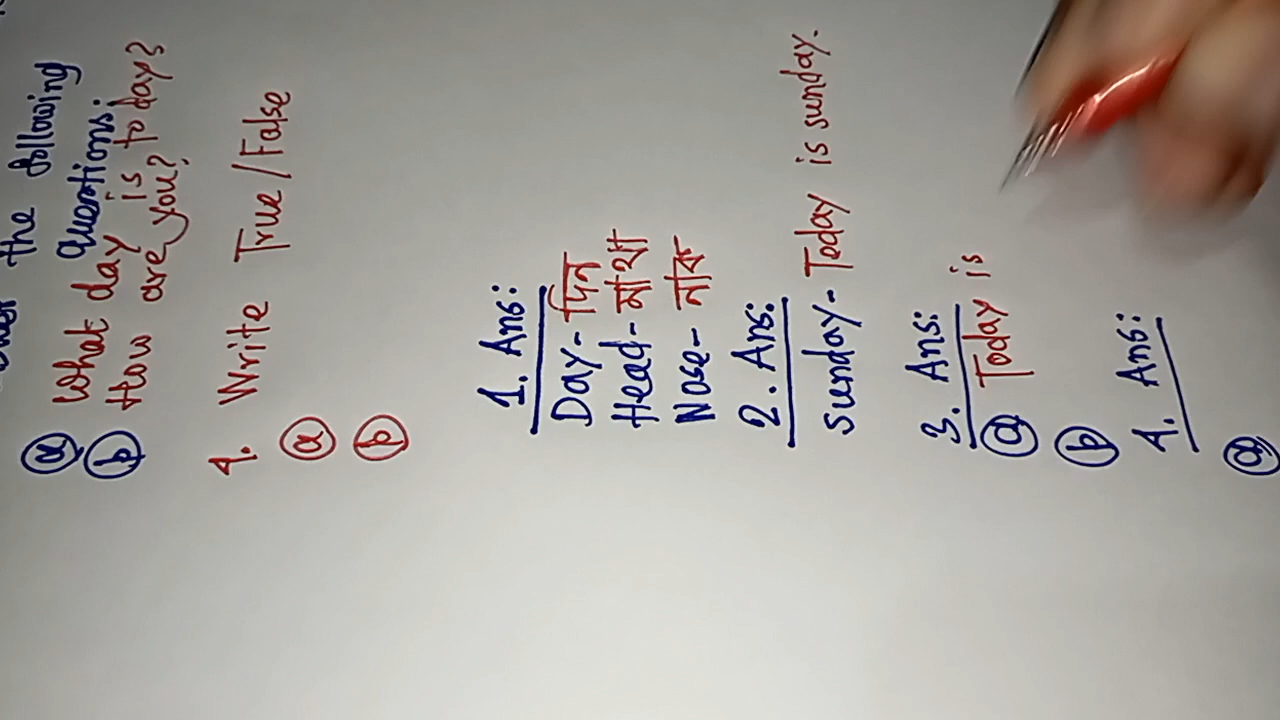 the following
questions:
ⓐ What day is today?
ⓑ How are you?
4. Write True/False
ⓐ
ⓑ
1. Ans:
Day- দিন
Head- মাথা
Nose- নাক
2. Ans:
Sunday- Today is sunday.
3. Ans:
ⓐ Today is
ⓑ
4. Ans:
ⓐ